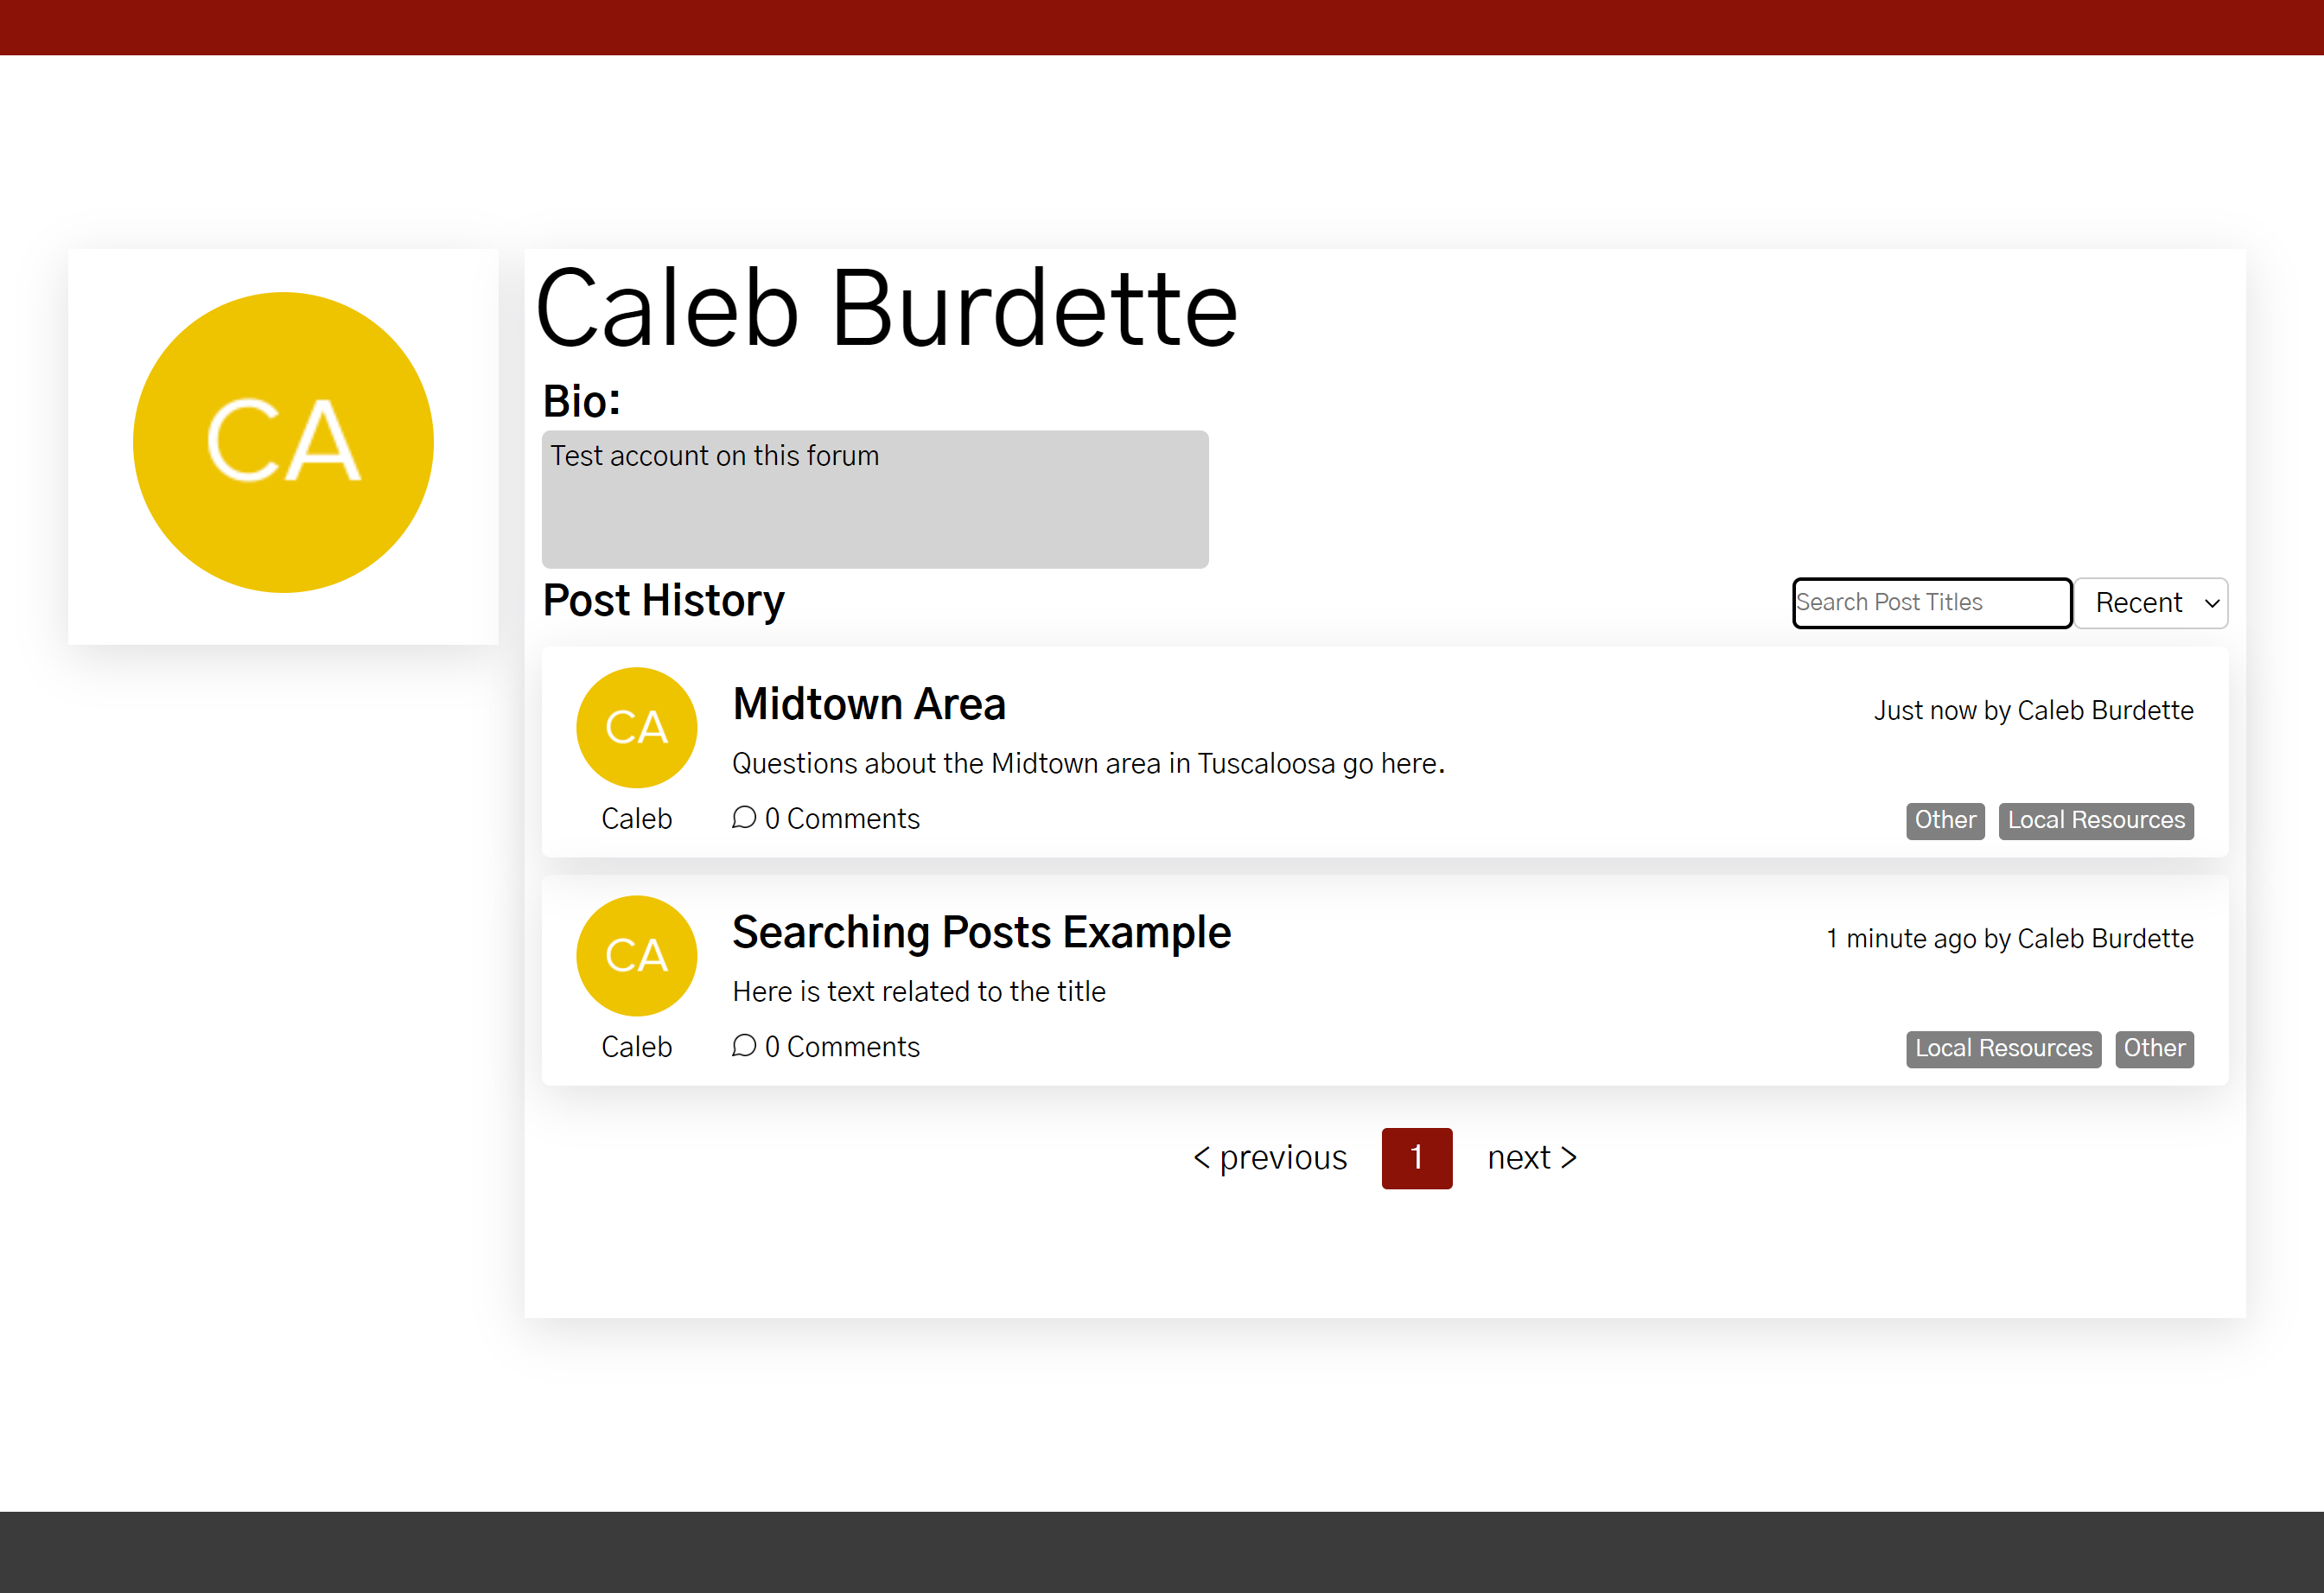 CA
Caleb Burdette
Bio:
Test account on this forum
Post History
Search Post Titles
Recent
CA
Midtown Area
Just now by Caleb Burdette
Questions about the Midtown area in Tuscaloosa go here.
Caleb
0 Comments
Other
Local Resources
CA
Searching Posts Example
1 minute ago by Caleb Burdette
Here is text related to the title
Caleb
0 Comments
Local Resources
Other
< previous
1
next >